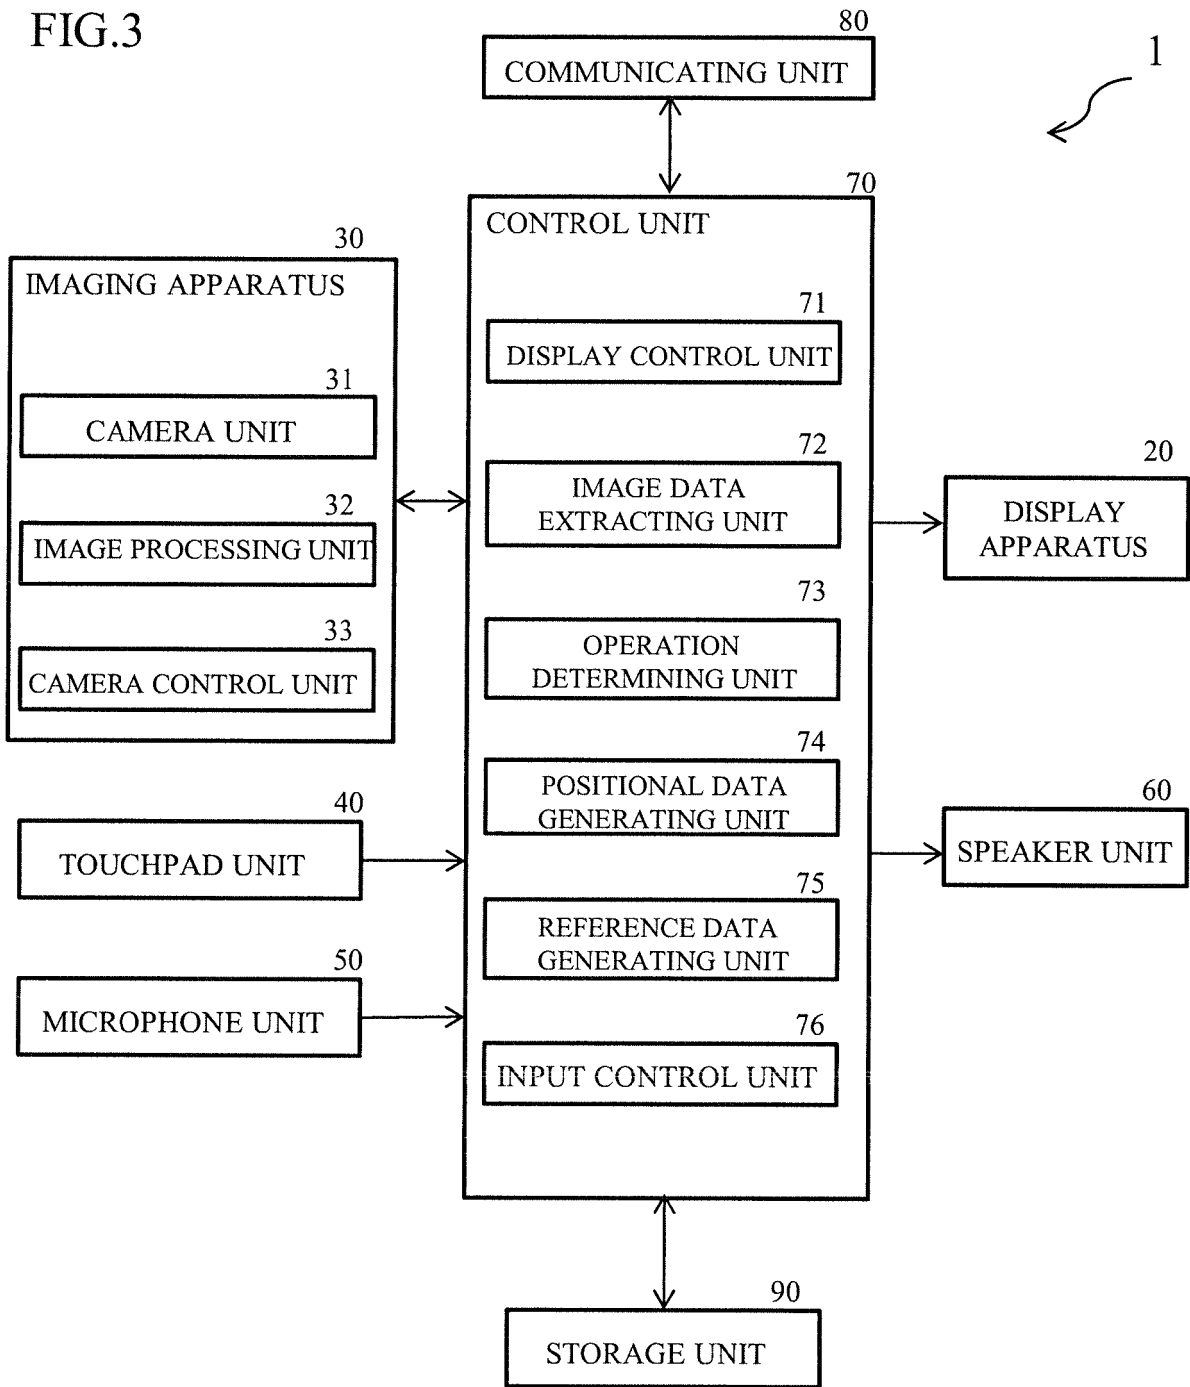 FIG.3
80
COMMUNICATING UNIT
1
70
CONTROL UNIT
30
IMAGING APPARATUS
31
CAMERA UNIT
32
IMAGE PROCESSING UNIT
33
CAMERA CONTROL UNIT
71
DISPLAY CONTROL UNIT
72
IMAGE DATA
EXTRACTING UNIT
73
OPERATION
DETERMINING UNIT
74
POSITIONAL DATA
GENERATING UNIT
75
REFERENCE DATA
GENERATING UNIT
76
INPUT CONTROL UNIT
20
DISPLAY
APPARATUS
40
TOUCHPAD UNIT
60
SPEAKER UNIT
50
MICROPHONE UNIT
90
STORAGE UNIT